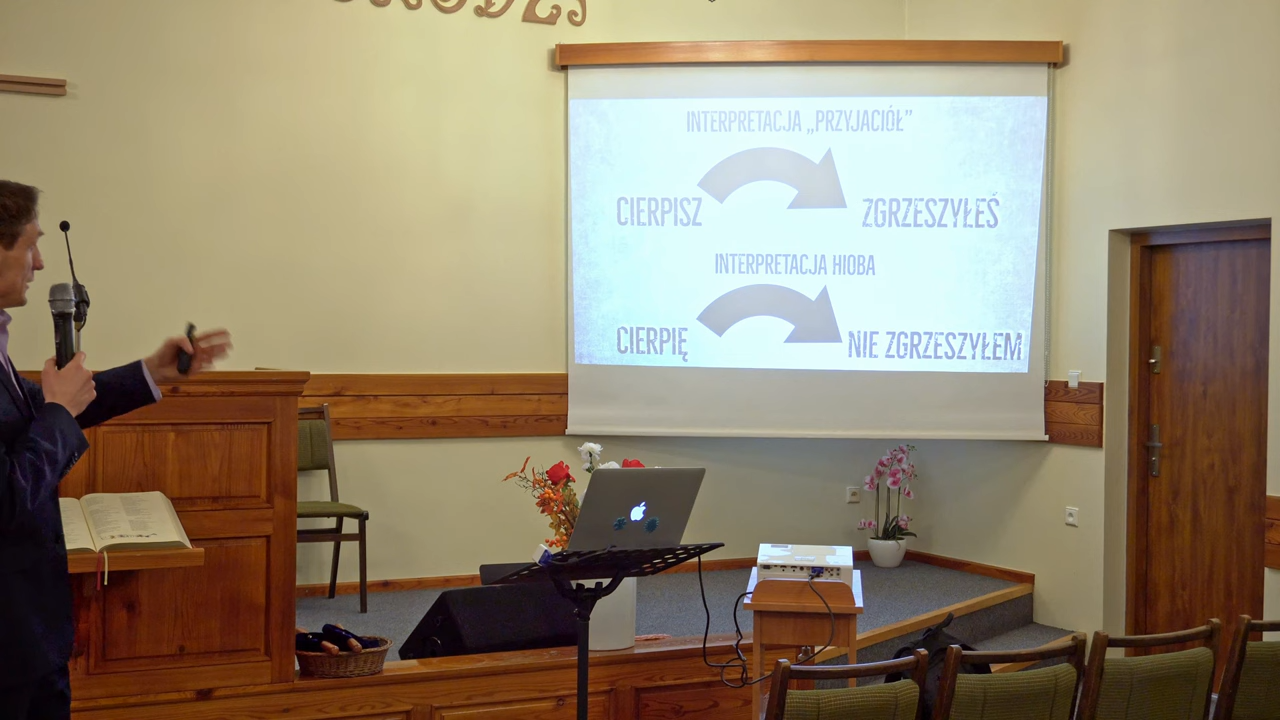 INTERPRETACJA „PRZYJACIÓŁ”
CIERPISZ ZGRZESZYŁEŚ
INTERPRETACJA HIOBA
CIERPIĘ NIE ZGRZESZYŁEM